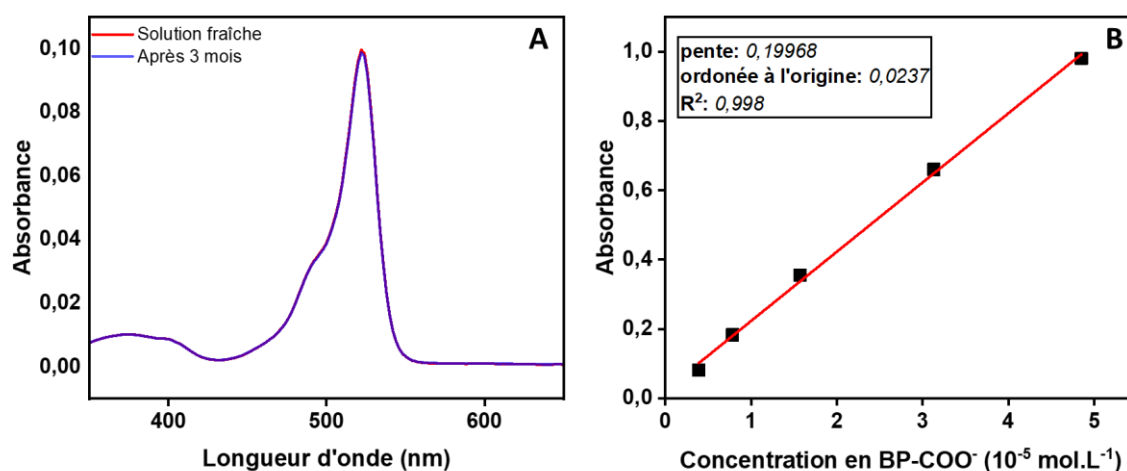 Solution fraîche
Après 3 mois
A
0,10
0,08
0,06
0,04
0,02
0,00
400
500
600
Absorbance
Longueur d'onde (nm)
B
pente: 0,19968
ordonée à l'origine: 0,0237
R²: 0,998
1,0
0,8
0,6
0,4
0,2
0,0
0
1
2
3
4
5
Absorbance
Concentration en BP-COO⁻ (10⁻⁵ mol.L⁻¹)